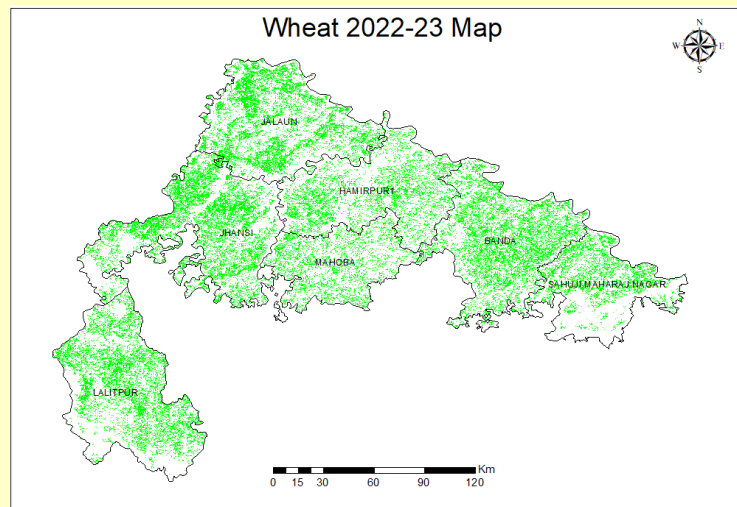 Wheat 2022-23 Map
N
W E
S
JALAUN
HAMIRPUR1
JHANSI
BANDA
MAHOBA
SAHUJI MAHARAJ NAGAR
LALITPUR
Km
0 15 30 60 90 120